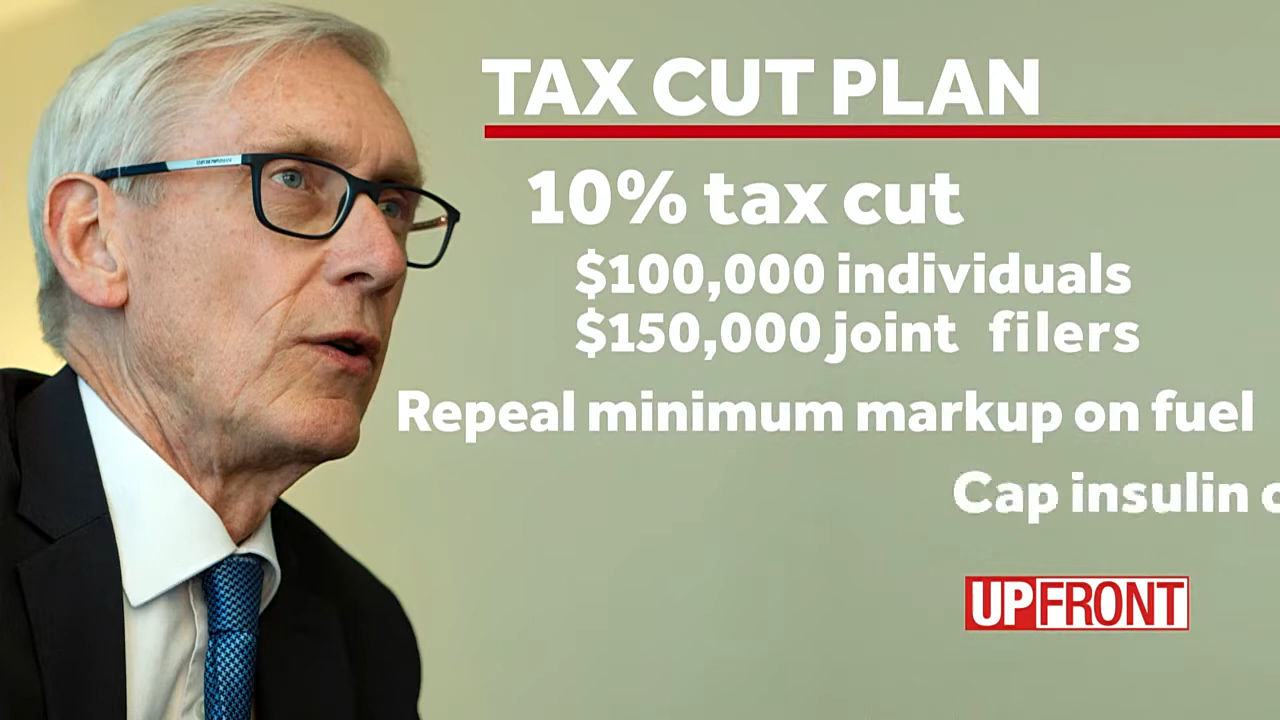 TAX CUT PLAN
10% tax cut
$100,000 individuals
$150,000 joint filers
Repeal minimum markup on fuel
Cap insulin
UPFRONT